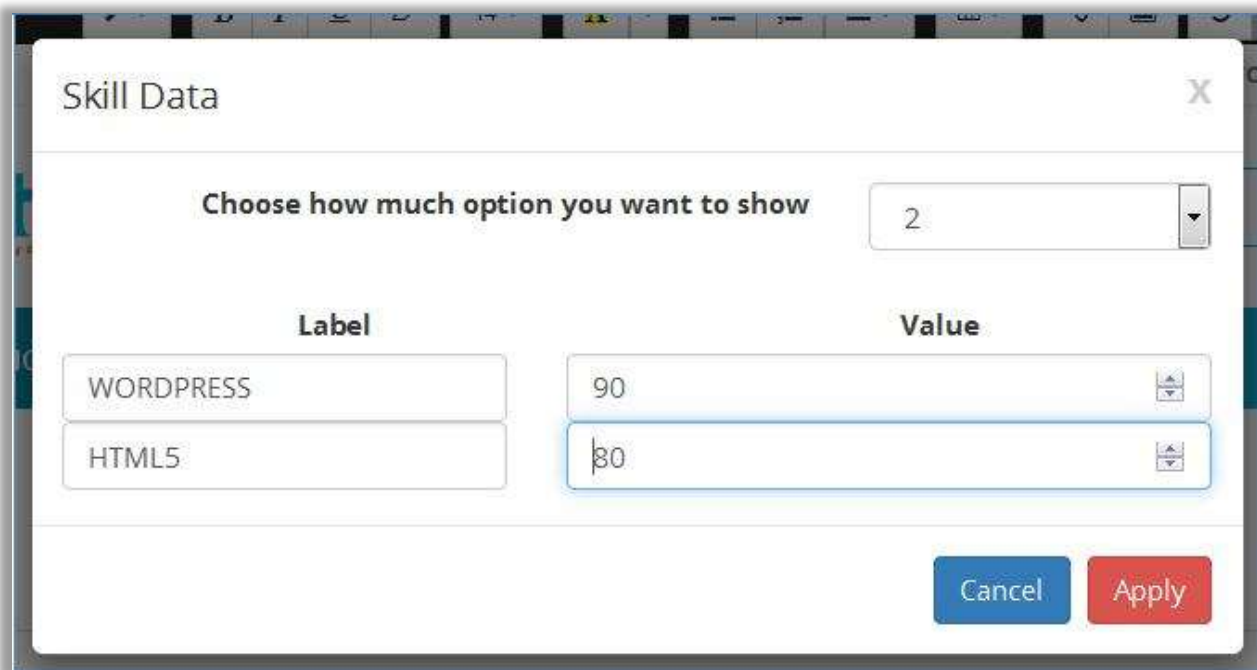 Skill Data X
Choose how much option you want to show 2
Label Value
WORDPRESS 90
HTML5 80
Cancel Apply